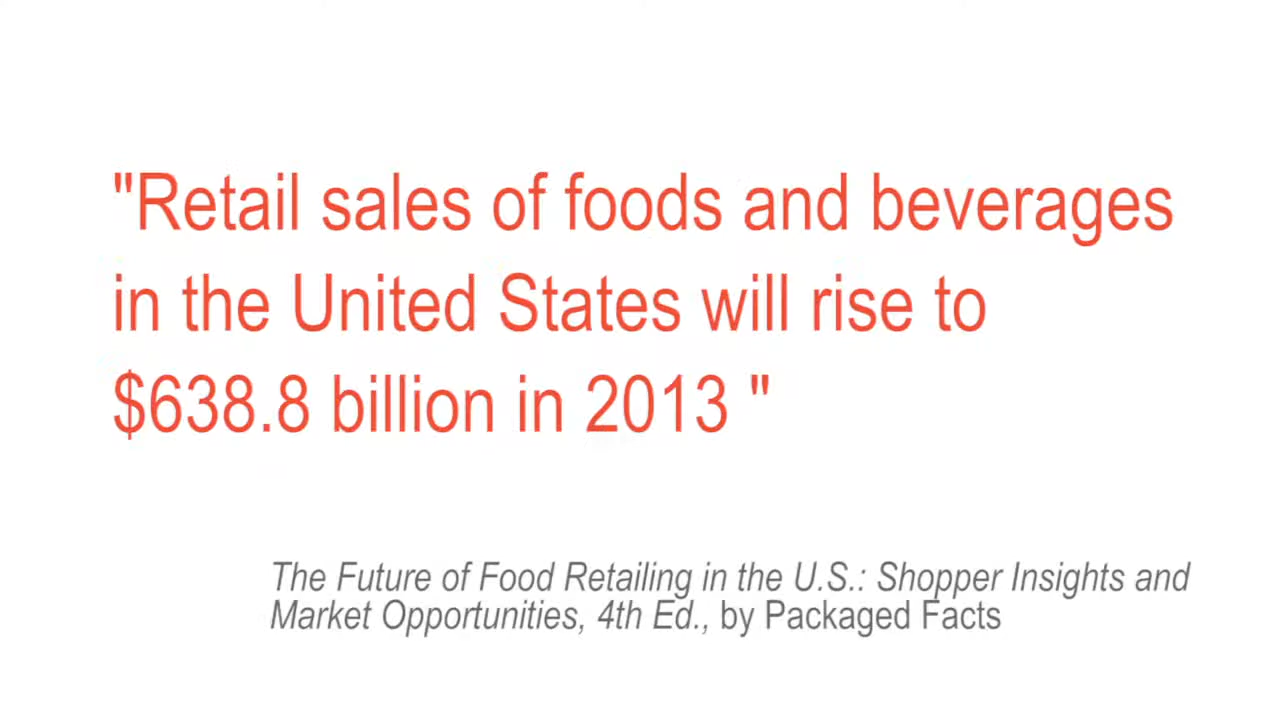 "Retail sales of foods and beverages
in the United States will rise to
$638.8 billion in 2013 "
The Future of Food Retailing in the U.S.: Shopper Insights and
Market Opportunities, 4th Ed., by Packaged Facts